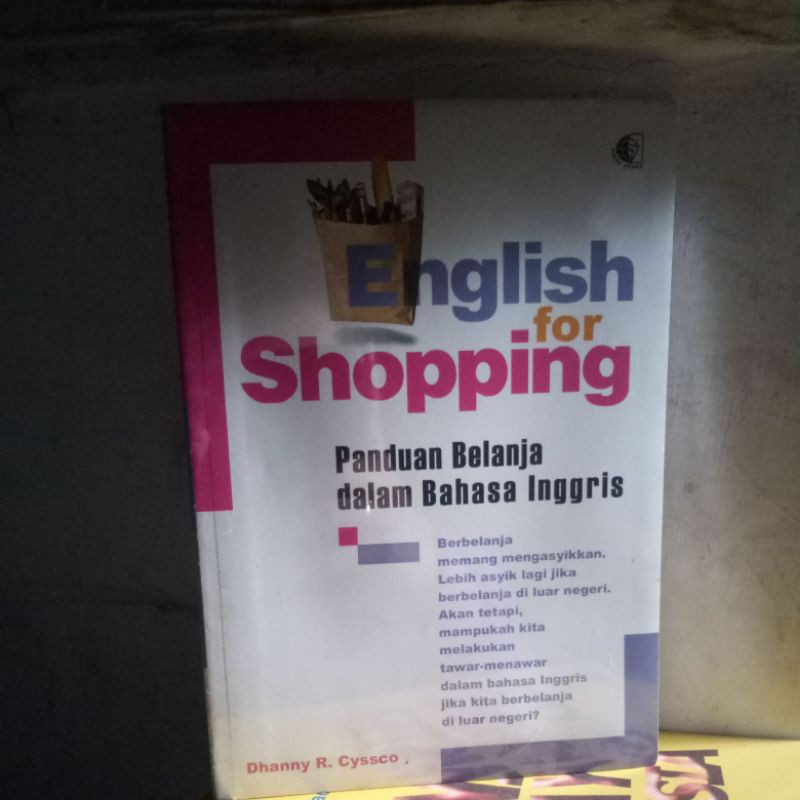 English
for
Shopping
Panduan Belanja
dalam Bahasa Inggris
Berbelanja
memang mengasyikkan.
Lebih asyik lagi jika
berbelanja di luar negeri.
Akan tetapi,
mampukah kita
melakukan
tawar-menawar
dalam bahasa Inggris
jika kita berbelanja
di luar negeri?
Dhanny R. Cyssco